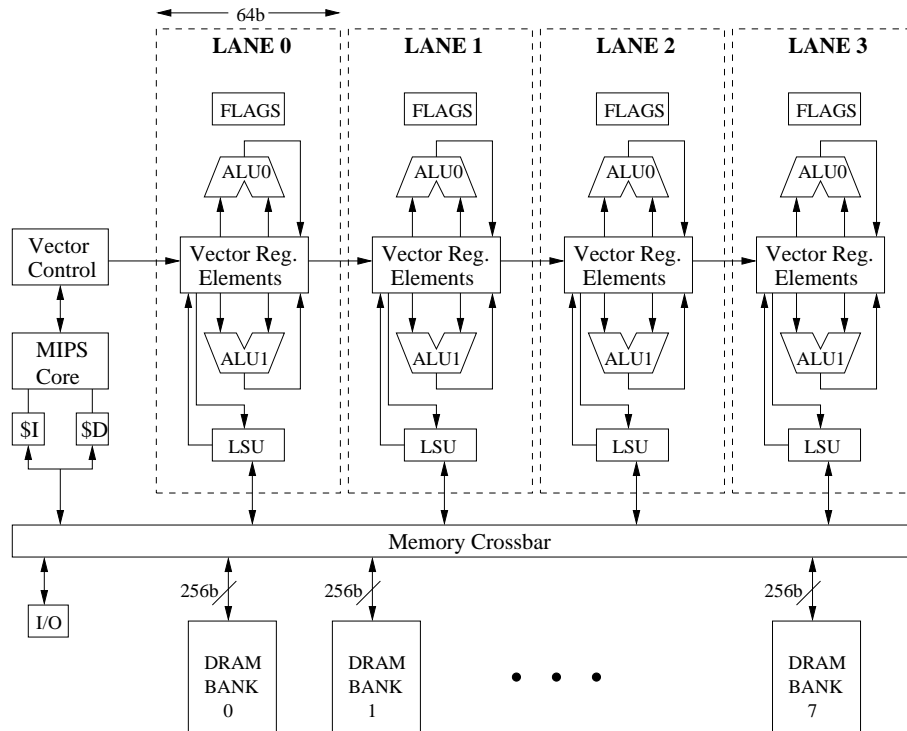 64b
LANE 0 LANE 1 LANE 2 LANE 3
FLAGS FLAGS FLAGS FLAGS
ALU0 ALU0 ALU0 ALU0
Vector
Control
Vector Reg.
Elements
Vector Reg.
Elements
Vector Reg.
Elements
Vector Reg.
Elements
MIPS
Core
ALU1 ALU1 ALU1 ALU1
$I $D
LSU LSU LSU LSU
Memory Crossbar
256b 256b 256b
I/O
DRAM
BANK
0
DRAM
BANK
1
DRAM
BANK
7